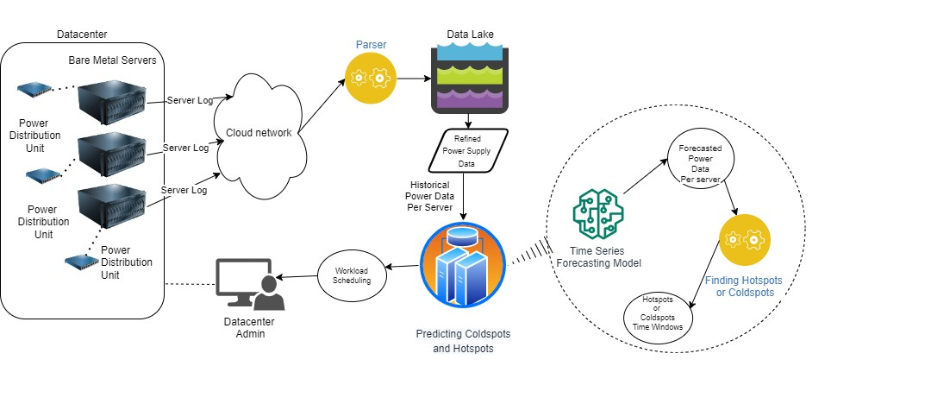 Datacenter
Bare Metal Servers
Power
Distribution
Unit
Power
Distribution
Unit
Power
Distribution
Unit
Server Log
Server Log
Server Log
Cloud network
Parser
Data Lake
Refined
Power Supply
Data
Historical
Power Data
Per Server
Predicting Coldspots
and Hotspots
Workload
Scheduling
Datacenter
Admin
Time Series
Forecasting Model
Forecasted
Power
Data
Per server
Finding Hotspots
or Coldspots
Hotspots
or
Coldspots
Time Windows